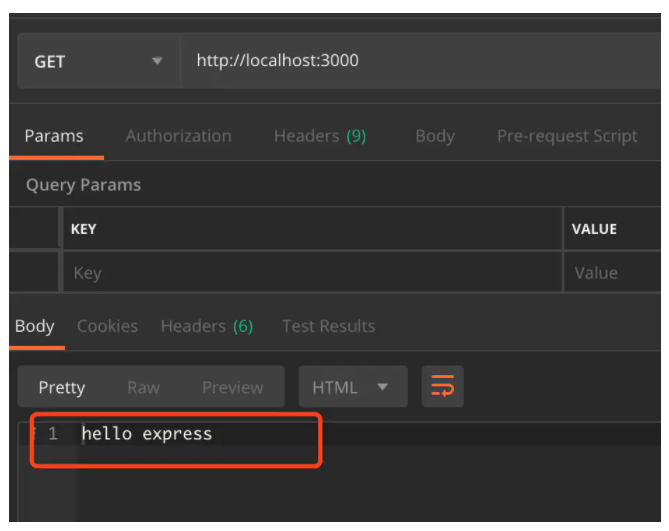 GET http://localhost:3000
Params Authorization Headers (9) Body Pre-request Script
Query Params
KEY VALUE
Key Value
Body Cookies Headers (6) Test Results
Pretty Raw Preview HTML
1 hello express